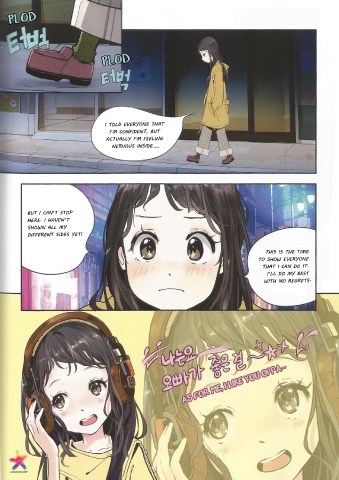 PLOD
터벅
PLOD
터벅
I TOLD EVERYONE
THAT I'M
CONFIDENT, BUT
ACTUALLY I'M FEELING
NERVOUS INSIDE.....
BUT I CAN'T STOP
HERE. I HAVEN'T
SHOWN ALL MY
DIFFERENT SIDES YET!
THIS IS THE TIME
TO SHOW EVERYONE
THAT I CAN DO IT.
I'LL DO MY BEST
WITH NO REGRETS.
나는요
오빠가 좋은걸~
AS FOR ME, I LIKE YOU OPPA~